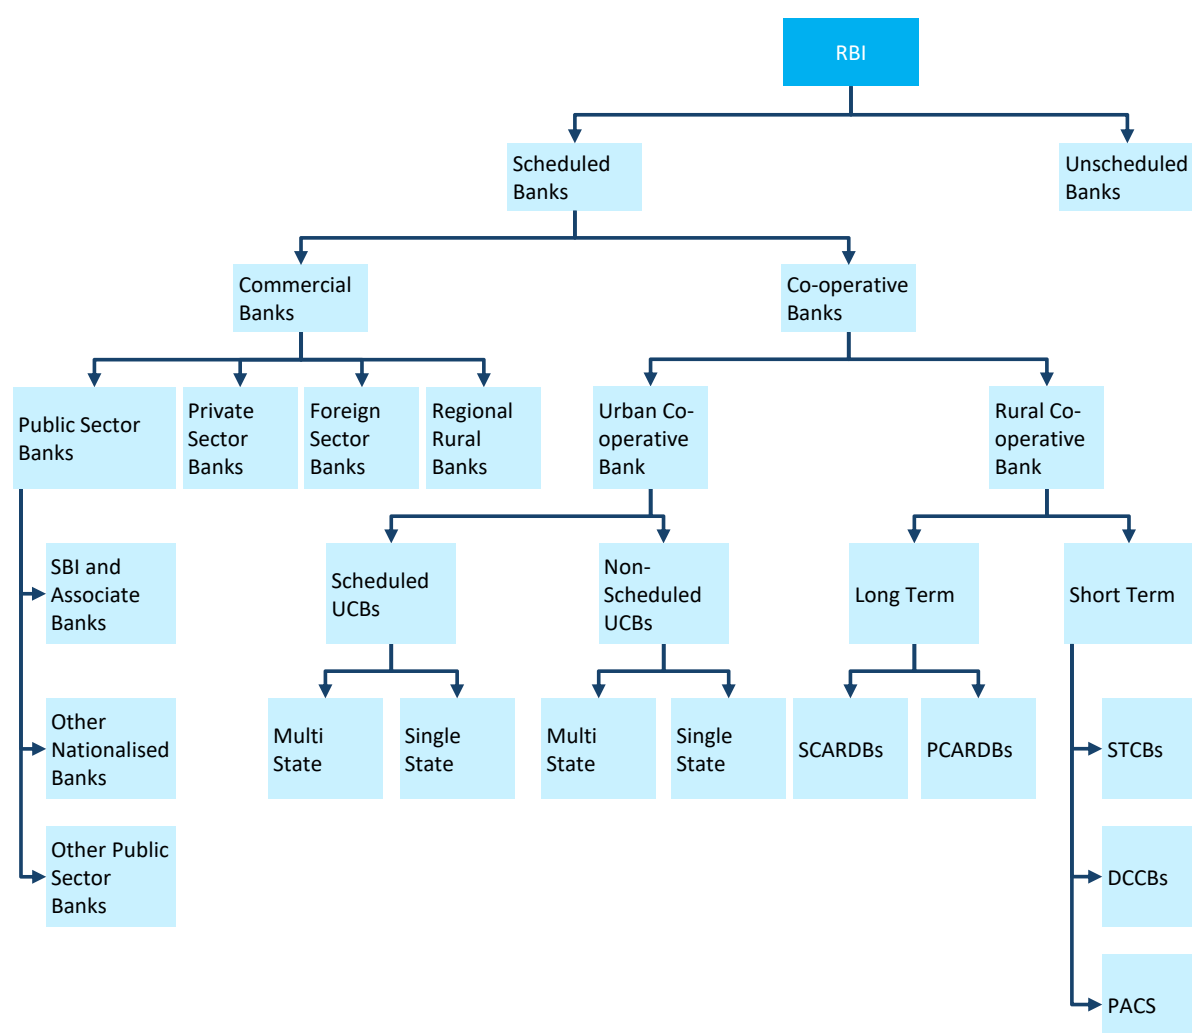 RBI
Scheduled
Banks
Unscheduled
Banks
Commercial
Banks
Co-operative
Banks
Public Sector
Banks
Private
Sector
Banks
Foreign
Sector
Banks
Regional
Rural
Banks
Urban Co-
operative
Bank
Rural Co-
operative
Bank
SBI and
Associate
Banks
Scheduled
UCBs
Non-
Scheduled
UCBs
Long Term
Short Term
Other
Nationalised
Banks
Multi
State
Single
State
Multi
State
Single
State
SCARDBs
PCARDBs
STCBs
Other Public
Sector
Banks
DCCBs
PACS